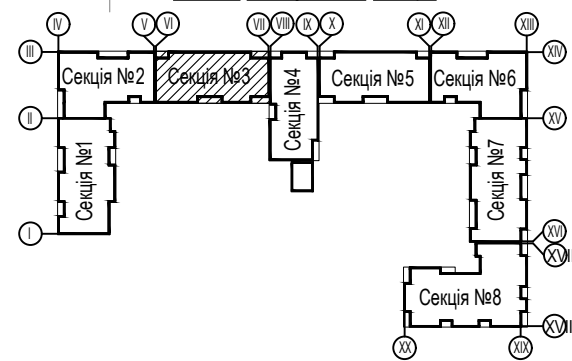 IV V VI VII VIII IX X XI XII XIII
III XIV
Секція №2 Секція №3 Секція №4 Секція №5 Секція №6
II XV
Секція №1 Секція №7
I XVI
XVII
Секція №8
XVIII
XX XIX